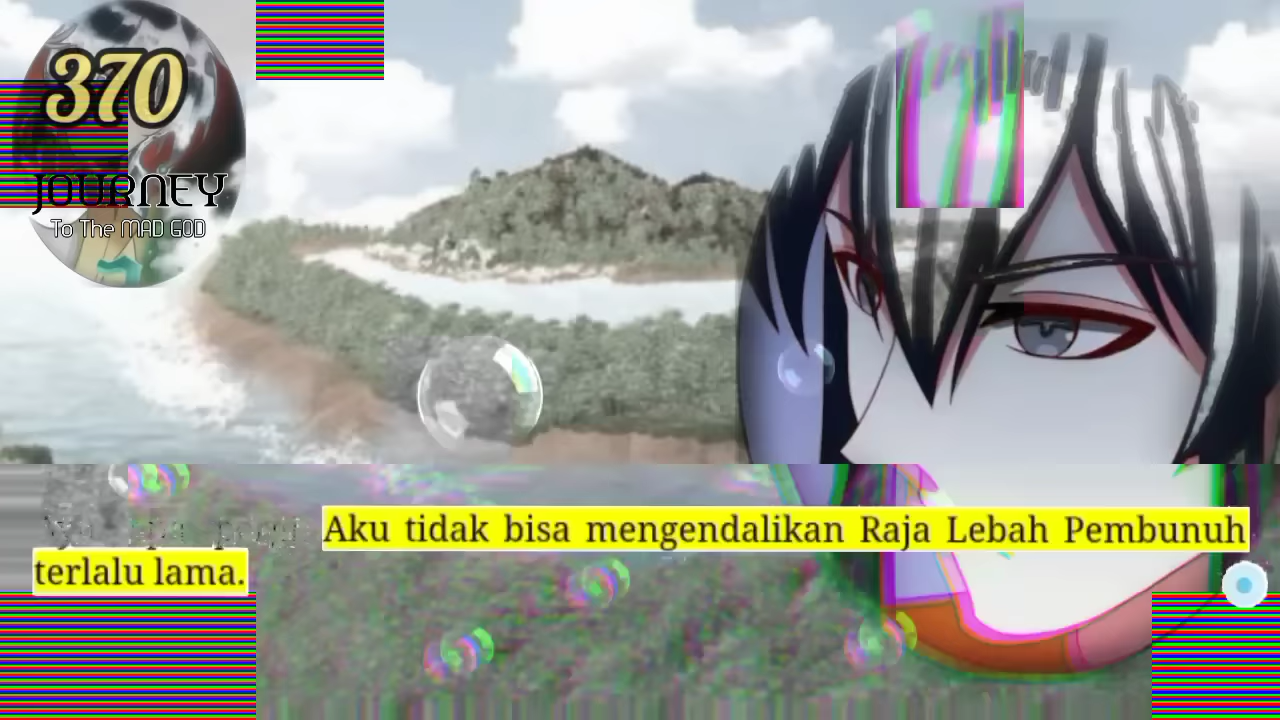 370
JOURNEY
To The MAD GOD
Aku tidak bisa mengendalikan Raja Lebah Pembunuh
terlalu lama.